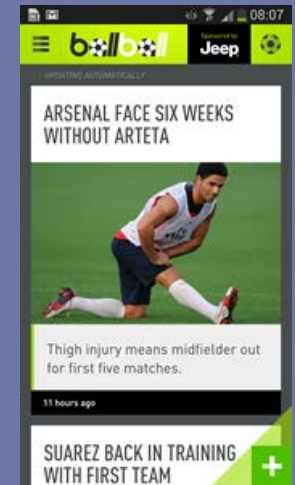 08:07
ballball
Sponsored by
Jeep
UPDATING AUTOMATICALLY
ARSENAL FACE SIX WEEKS
WITHOUT ARTETA
Thigh injury means midfielder out
for first five matches.
11 hours ago
SUAREZ BACK IN TRAINING
WITH FIRST TEAM